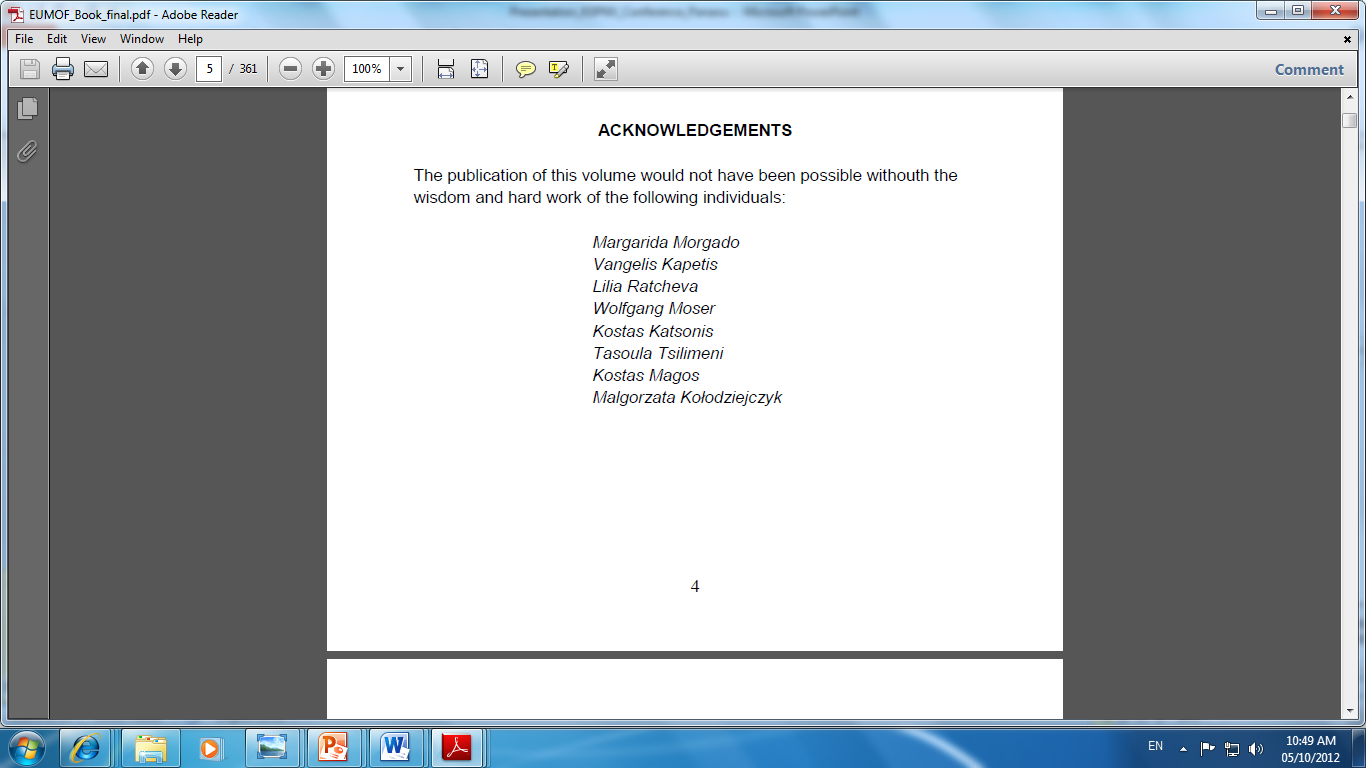 EUMOF_Book_final.pdf - Adobe Reader
Presentation_ESPRit_Conference_Parsons - Microsoft PowerPoint
File Edit View Window Help
5 / 361 100% Comment
ACKNOWLEDGEMENTS
The publication of this volume would not have been possible withouth the
wisdom and hard work of the following individuals:
Margarida Morgado
Vangelis Kapetis
Lilia Ratcheva
Wolfgang Moser
Kostas Katsonis
Tasoula Tsilimeni
Kostas Magos
Malgorzata Kołodziejczyk
4
EN
10:49 AM
05/10/2012